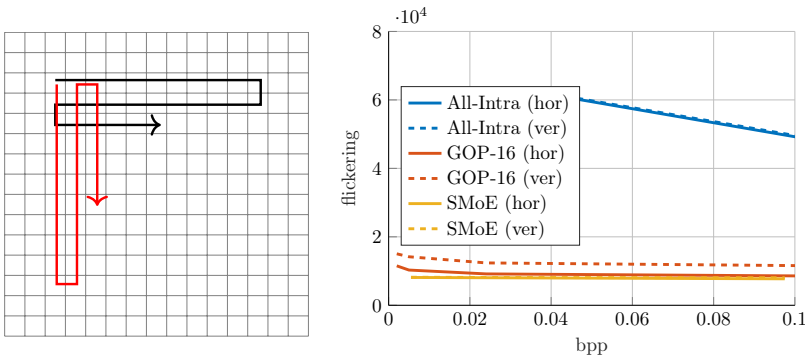 ·10⁴
8
6
4
2
0
flickering
All-Intra (hor)
All-Intra (ver)
GOP-16 (hor)
GOP-16 (ver)
SMoE (hor)
SMoE (ver)
0 0.02 0.04 0.06 0.08 0.1
bpp